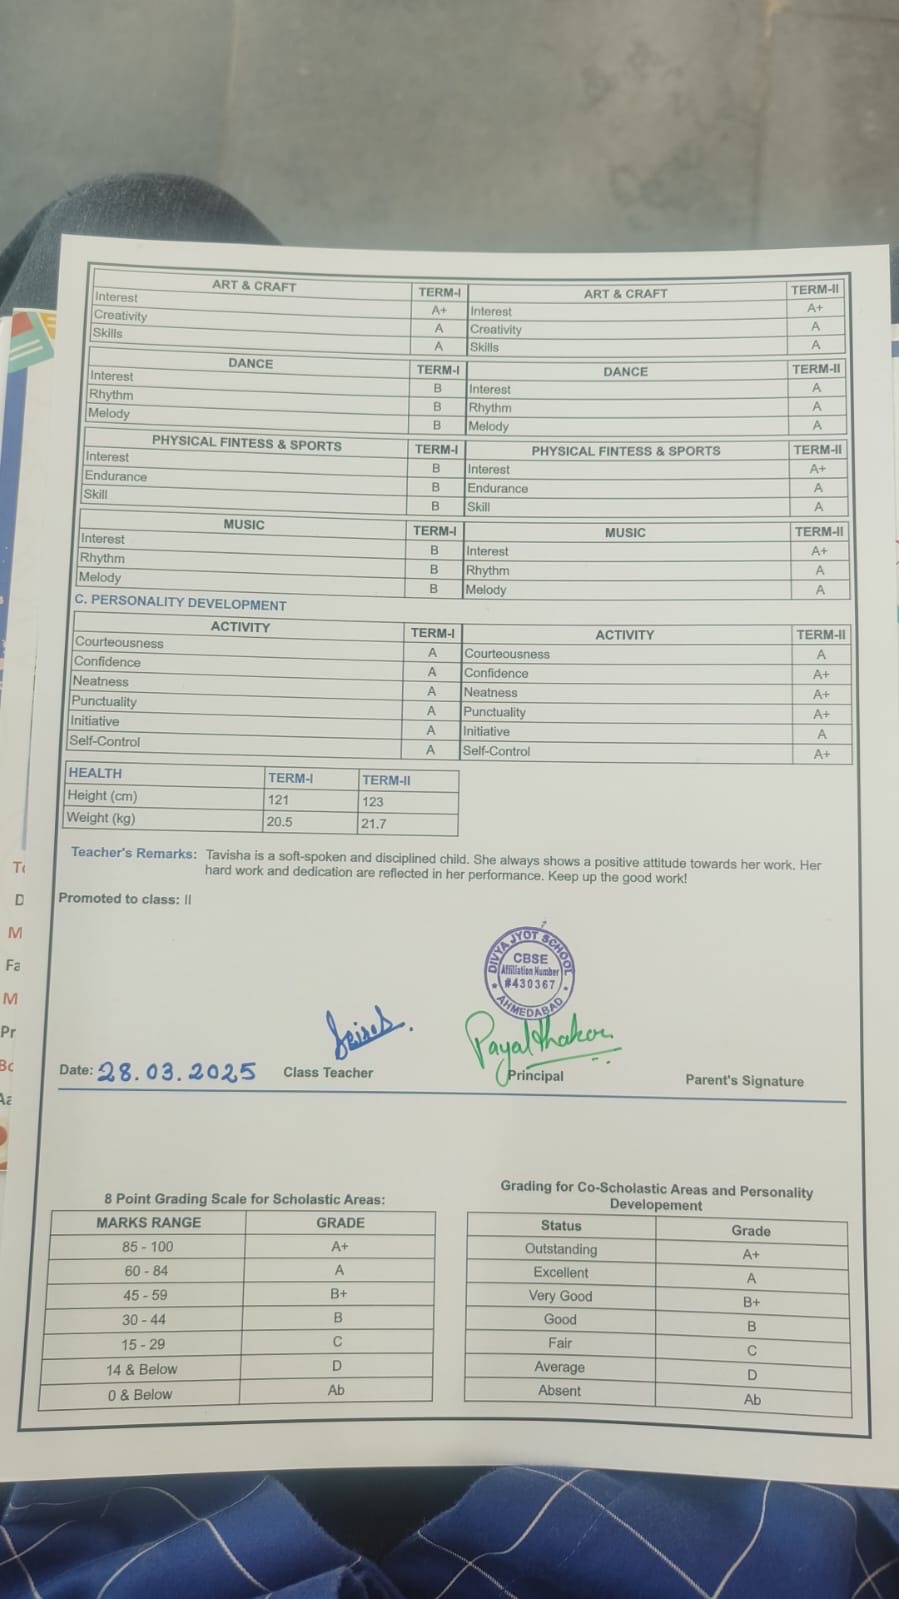 ART & CRAFT TERM-I ART & CRAFT TERM-II
Interest A+ Interest A+
Creativity A Creativity A
Skills A Skills A
DANCE TERM-I DANCE TERM-II
Interest B Interest A
Rhythm B Rhythm A
Melody B Melody A
PHYSICAL FINTESS & SPORTS TERM-I PHYSICAL FINTESS & SPORTS TERM-II
Interest B Interest A+
Endurance B Endurance A
Skill B Skill A
MUSIC TERM-I MUSIC TERM-II
Interest B Interest A+
Rhythm B Rhythm A
Melody B Melody A
C. PERSONALITY DEVELOPMENT
ACTIVITY TERM-I ACTIVITY TERM-II
Courteousness A Courteousness A
Confidence A Confidence A+
Neatness A Neatness A+
Punctuality A Punctuality A+
Initiative A Initiative A
Self-Control A Self-Control A+
HEALTH TERM-I TERM-II
Height (cm) 121 123
Weight (kg) 20.5 21.7
Teacher's Remarks: Tavisha is a soft-spoken and disciplined child. She always shows a positive attitude towards her work. Her
hard work and dedication are reflected in her performance. Keep up the good work!
Promoted to class: II
DIVYA JYOT SCHOOL
CBSE
Affiliation Number
#430367
AHMEDABAD
Payal Thakor
Date: 28.03.2025 Class Teacher Principal Parent's Signature
8 Point Grading Scale for Scholastic Areas:
MARKS RANGE GRADE
85 - 100 A+
60 - 84 A
45 - 59 B+
30 - 44 B
15 - 29 C
14 & Below D
0 & Below Ab
Grading for Co-Scholastic Areas and Personality
Developement
Status Grade
Outstanding A+
Excellent A
Very Good B+
Good B
Fair C
Average D
Absent Ab